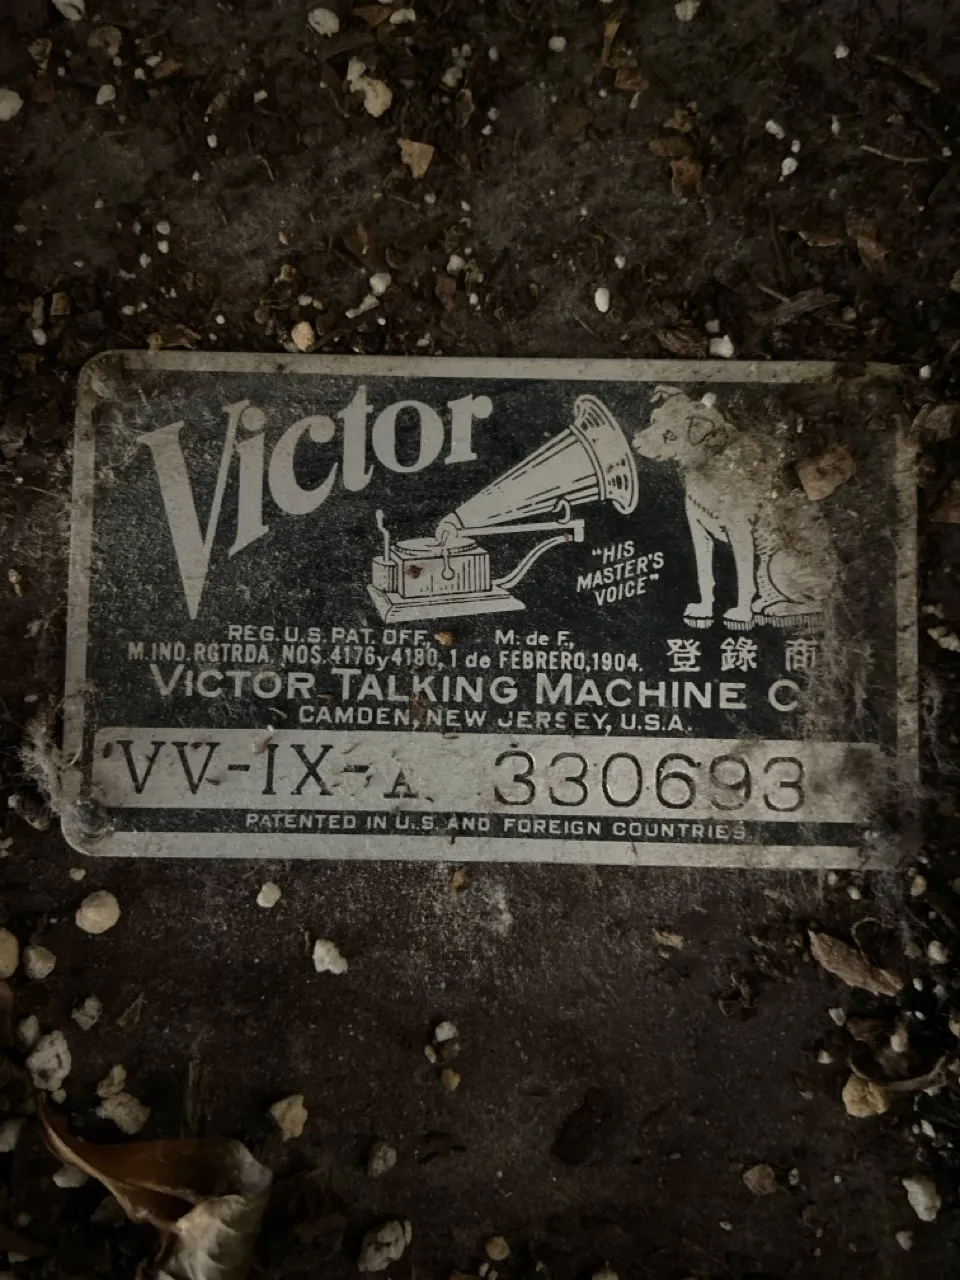 Victor
"HIS
MASTER'S
VOICE"
REG. U.S. PAT. OFF., M. de F.,
M. IND. RGTRDA. NOS. 4176 y 4180, 1 de FEBRERO, 1904. 登錄商
VICTOR TALKING MACHINE C
CAMDEN, NEW JERSEY, U.S.A.
VV-IX-A 330693
PATENTED IN U.S. AND FOREIGN COUNTRIES